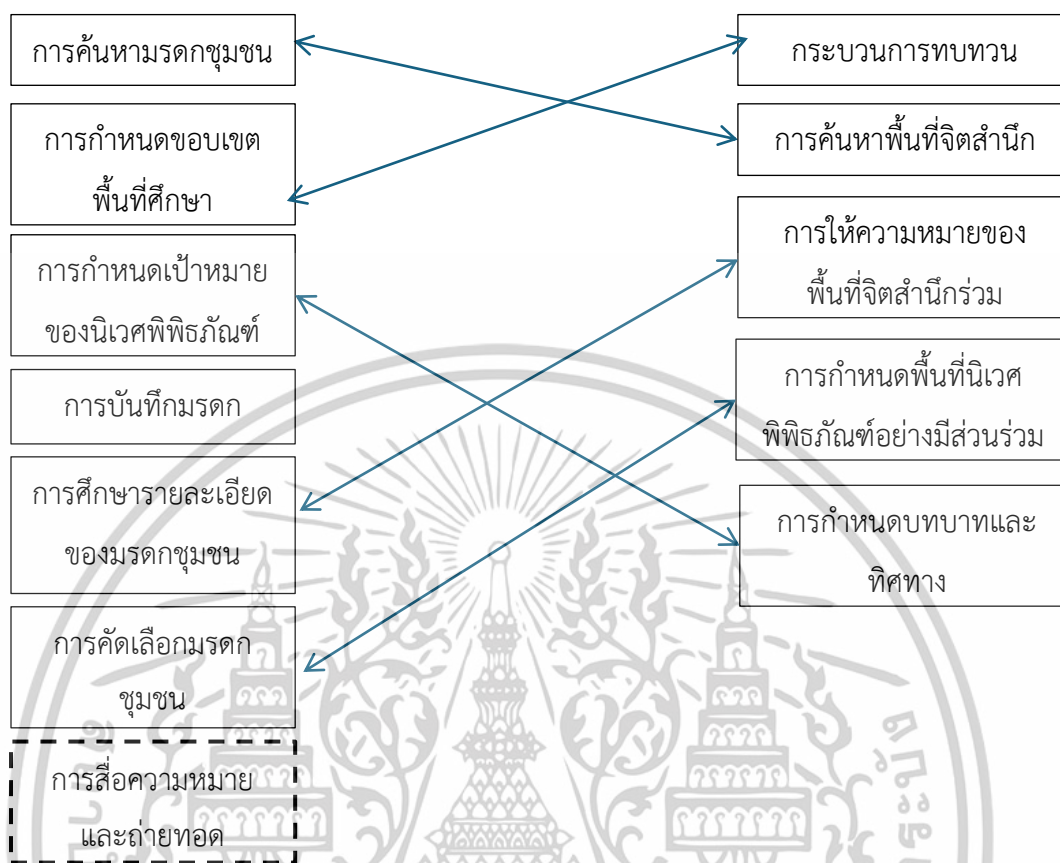 การค้นหามรดกชุมชน
การกำหนดขอบเขต
พื้นที่ศึกษา
การกำหนดเป้าหมาย
ของนิเวศพิพิธภัณฑ์
การบันทึกมรดก
การศึกษารายละเอียด
ของมรดกชุมชน
การคัดเลือกมรดก
ชุมชน
การสื่อความหมาย
และถ่ายทอด
กระบวนการทบทวน
การค้นหาพื้นที่จิตสำนึก
การให้ความหมายของ
พื้นที่จิตสำนึกร่วม
การกำหนดพื้นที่นิเวศ
พิพิธภัณฑ์อย่างมีส่วนร่วม
การกำหนดบทบาทและ
ทิศทาง